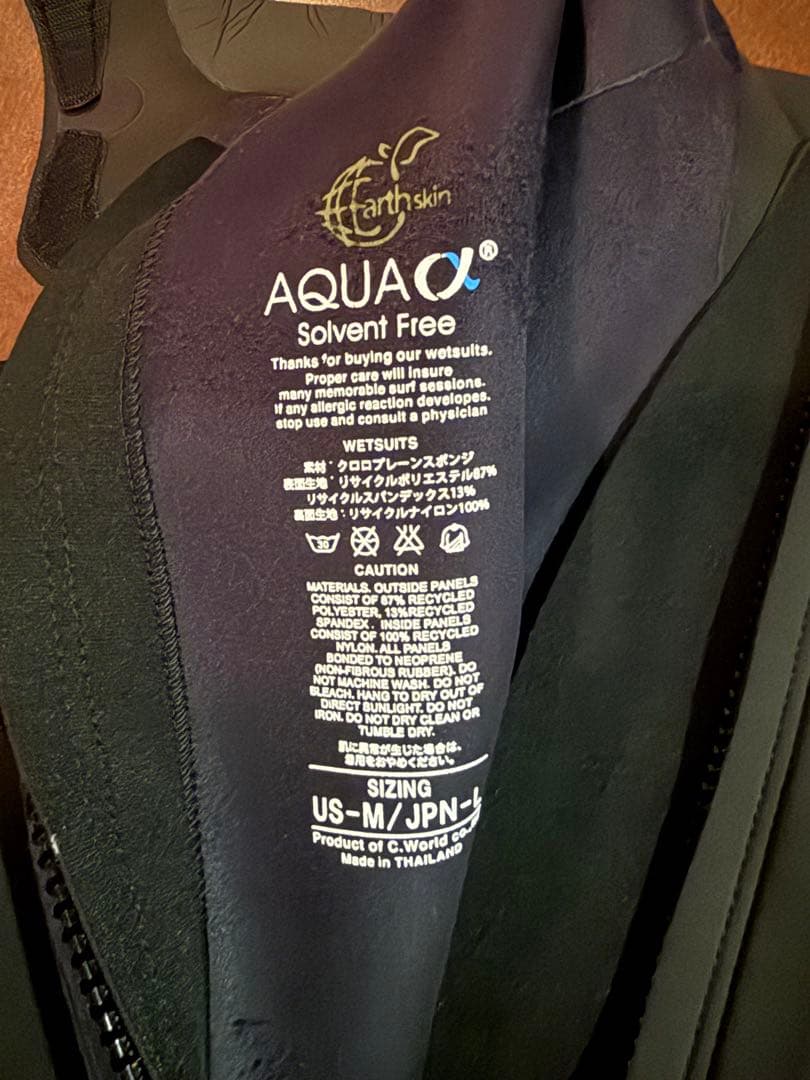 Earthskin
AQUA α®
Solvent Free
Thanks for buying our wetsuits.
Proper care will insure
many memorable surf sessions.
If any allergic reaction developes.
stop use and consult a physician
WETSUITS
素材:クロロプレーンスポンジ
表面生地:リサイクルポリエステル87%
リサイクルスパンデックス13%
裏面生地:リサイクルナイロン100%
30
CAUTION
MATERIALS. OUTSIDE PANELS
CONSIST OF 87% RECYCLED
POLYESTER, 13%RECYCLED
SPANDEX. INSIDE PANELS
CONSIST OF 100% RECYCLED
NYLON. ALL PANELS
BONDED TO NEOPRENE
(NON-FIBROUS RUBBER). DO
NOT MACHINE WASH. DO NOT
BLEACH. HANG TO DRY OUT OF
DIRECT SUNLIGHT. DO NOT
IRON. DO NOT DRY CLEAN OR
TUMBLE DRY.
肌に異常が生じた場合は、
着用をおやめください。
SIZING
US-M/JPN-L
Product of C.World
Made in THAILAND